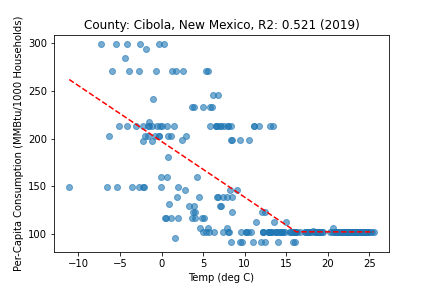 County: Cibola, New Mexico, R2: 0.521 (2019)
Per-Capita Consumption (MMBtu/1000 Households)
300
250
200
150
100
−10 −5 0 5 10 15 20 25
Temp (deg C)